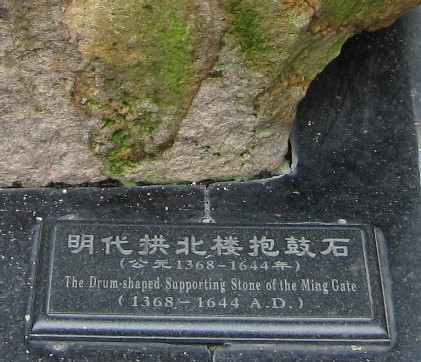 明代拱北楼抱鼓石
(公元1368-1644年)
The Drum-shaped Supporting Stone of the Ming Gate
(1368-1644 A.D.)